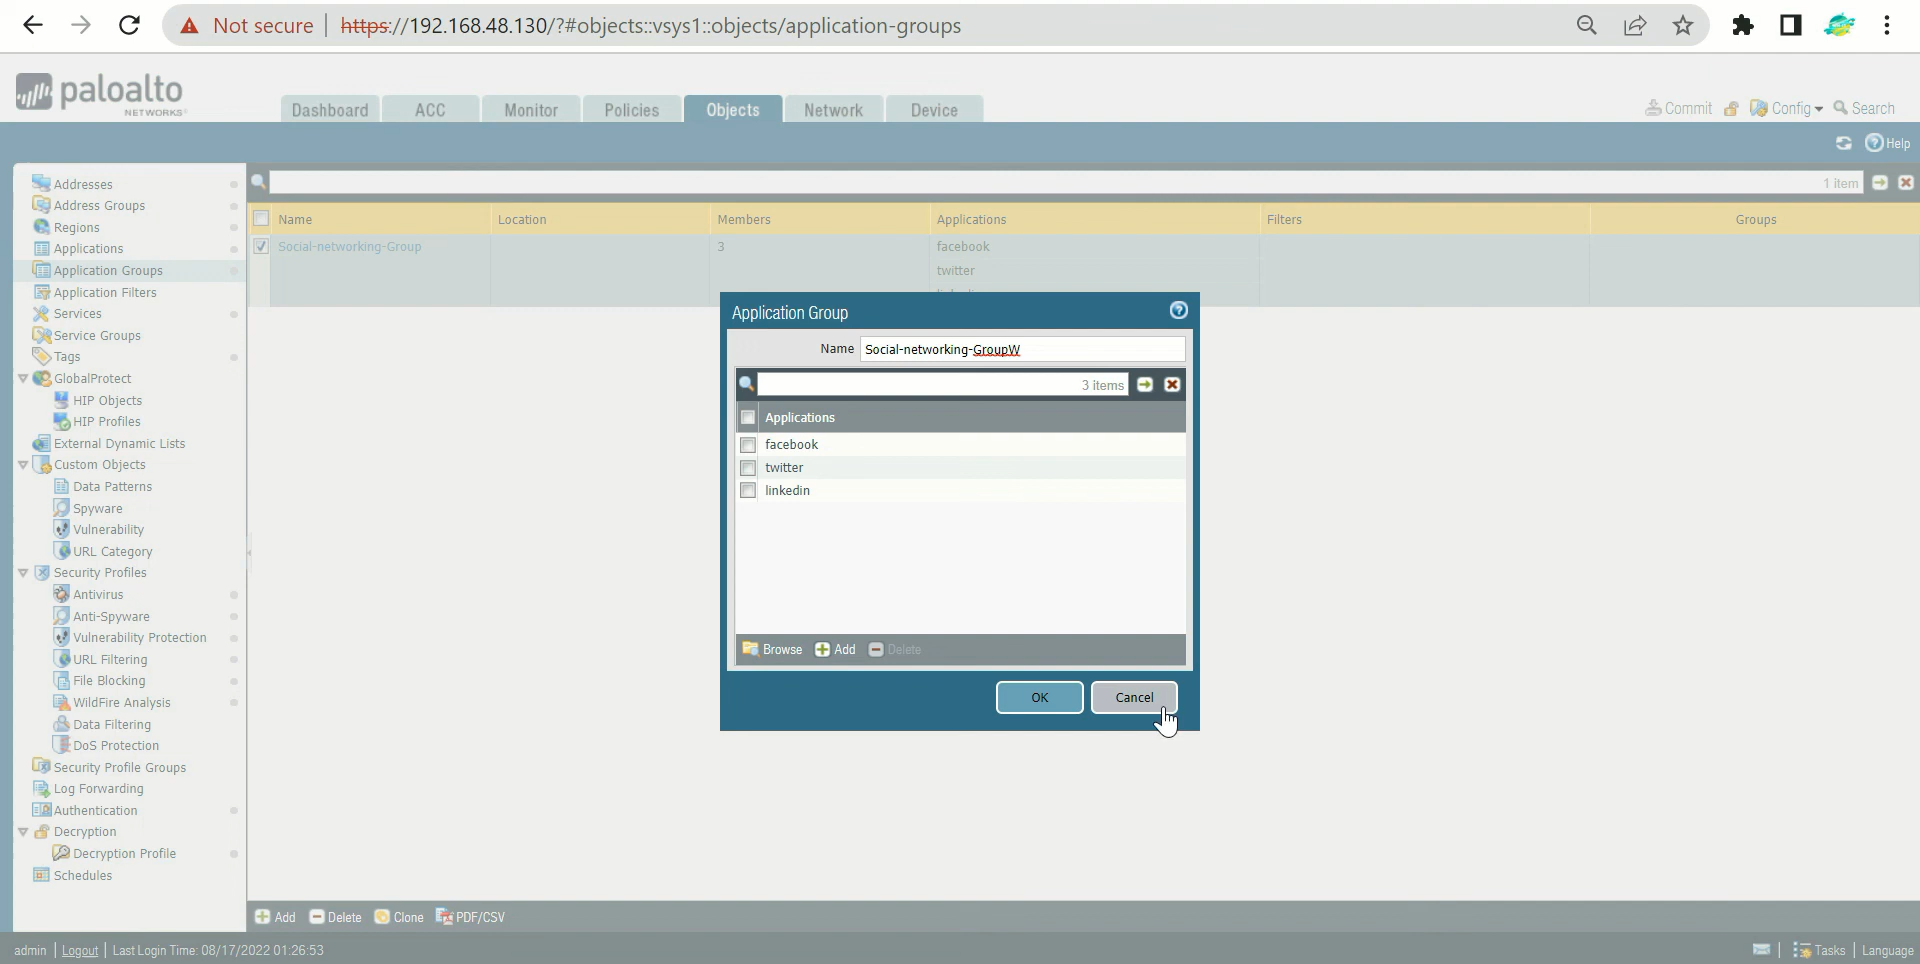 Not secure | https://192.168.48.130/?#objects::vsys1::objects/application-groups
paloalto
NETWORKS
Dashboard ACC Monitor Policies Objects Network Device
Commit Config Search
Help
Addresses
Address Groups
Regions
Applications
Application Groups
Application Filters
Services
Service Groups
Tags
GlobalProtect
HIP Objects
HIP Profiles
External Dynamic Lists
Custom Objects
Data Patterns
Spyware
Vulnerability
URL Category
Security Profiles
Antivirus
Anti-Spyware
Vulnerability Protection
URL Filtering
File Blocking
WildFire Analysis
Data Filtering
DoS Protection
Security Profile Groups
Log Forwarding
Authentication
Decryption
Decryption Profile
Schedules
1 item
Name Location Members Applications Filters Groups
Social-networking-Group 3 facebook
twitter
Application Group
Name Social-networking-GroupW
3 items
Applications
facebook
twitter
linkedin
Browse Add Delete
OK Cancel
Add Delete Clone PDF/CSV
admin | Logout | Last Login Time: 08/17/2022 01:26:53
Tasks | Language